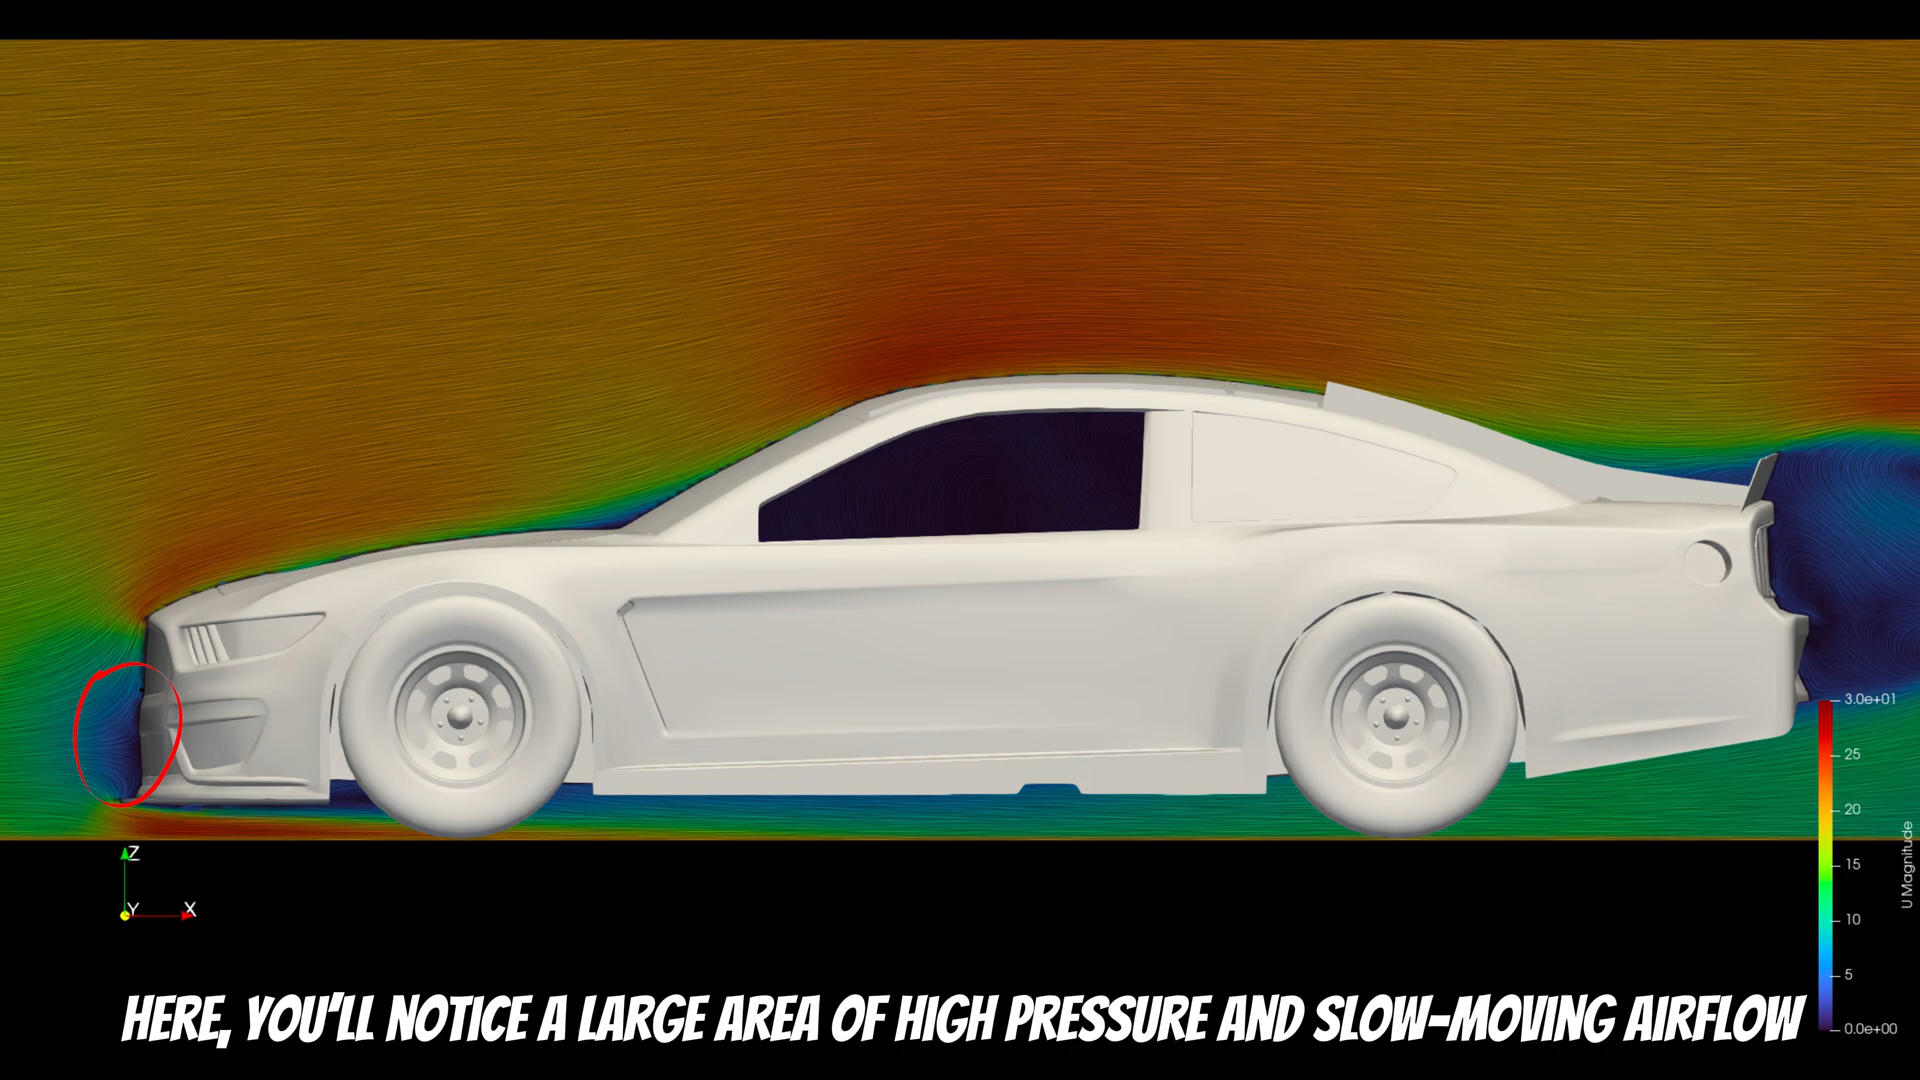 3.0e+01
25
20
15
10
5
0.0e+00
U Magnitude
Z
Y
X
HERE, YOU'LL NOTICE A LARGE AREA OF HIGH PRESSURE AND SLOW-MOVING AIRFLOW